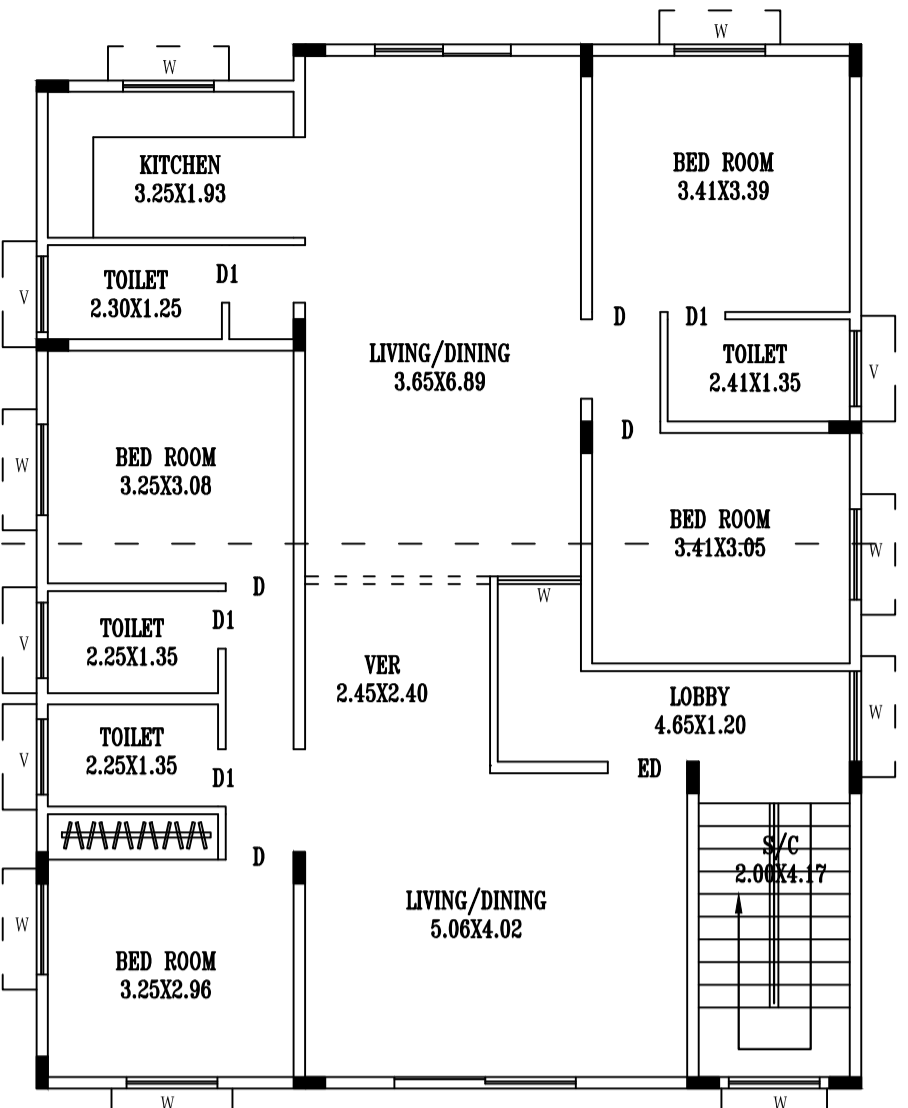 W
W
KITCHEN
3.25X1.93
BED ROOM
3.41X3.39
TOILET
2.30X1.25
D1
V
D
D1
LIVING/DINING
3.65X6.89
TOILET
2.41X1.35
V
D
BED ROOM
3.25X3.08
W
BED ROOM
3.41X3.05
W
D
W
TOILET
2.25X1.35
D1
V
VER
2.45X2.40
LOBBY
4.65X1.20
W
TOILET
2.25X1.35
V
D1
ED
D
S/C
2.00X4.17
LIVING/DINING
5.06X4.02
W
BED ROOM
3.25X2.96
W
W